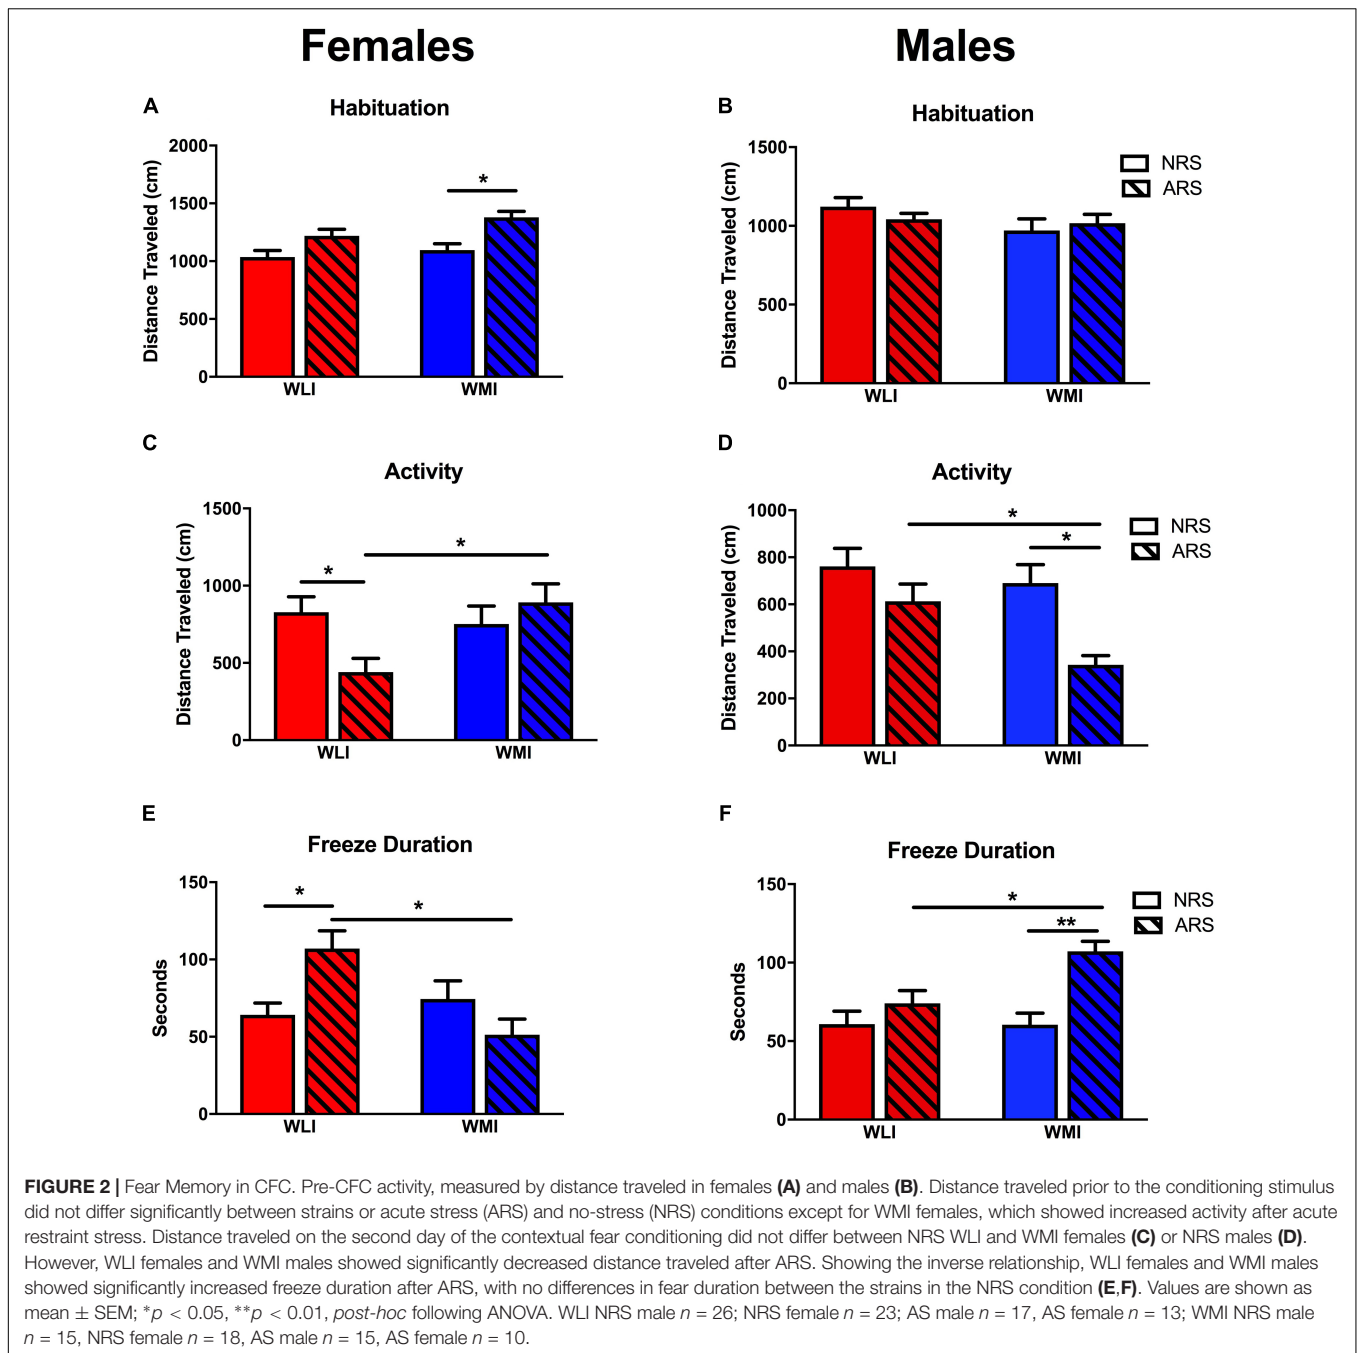 Females
Males
A
Habituation
Distance Traveled (cm)
2000
1500
1000
500
0
*
WLI
WMI
B
Habituation
Distance Traveled (cm)
1500
1000
500
0
WLI
WMI
NRS
ARS
C
Activity
Distance Traveled (cm)
1500
1000
500
0
*
*
WLI
WMI
D
Activity
Distance Traveled (cm)
1000
800
600
400
200
0
*
*
WLI
WMI
NRS
ARS
E
Freeze Duration
Seconds
150
100
50
0
*
*
WLI
WMI
F
Freeze Duration
Seconds
150
100
50
0
*
**
WLI
WMI
NRS
ARS
FIGURE 2 | Fear Memory in CFC. Pre-CFC activity, measured by distance traveled in females (A) and males (B). Distance traveled prior to the conditioning stimulus
did not differ significantly between strains or acute stress (ARS) and no-stress (NRS) conditions except for WMI females, which showed increased activity after acute
restraint stress. Distance traveled on the second day of the contextual fear conditioning did not differ between NRS WLI and WMI females (C) or NRS males (D).
However, WLI females and WMI males showed significantly decreased distance traveled after ARS. Showing the inverse relationship, WLI females and WMI males
showed significantly increased freeze duration after ARS, with no differences in fear duration between the strains in the NRS condition (E,F). Values are shown as
mean ± SEM; *p < 0.05, **p < 0.01, post-hoc following ANOVA. WLI NRS male n = 26; NRS female n = 23; AS male n = 17, AS female n = 13; WMI NRS male
n = 15, NRS female n = 18, AS male n = 15, AS female n = 10.